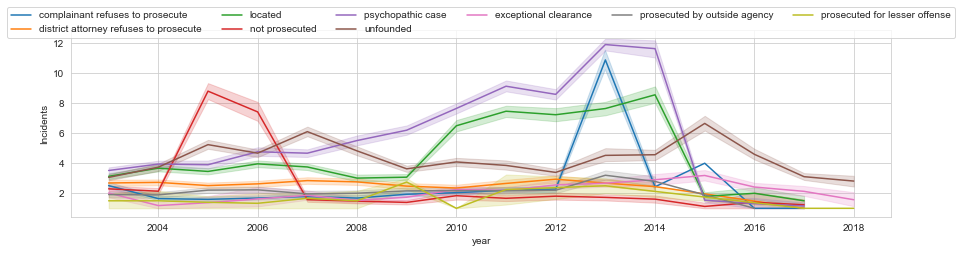 complainant refuses to prosecute located psychopathic case exceptional clearance prosecuted by outside agency prosecuted for lesser offense
district attorney refuses to prosecute not prosecuted unfounded
12
10
8
6
4
2
Incidents
2004 2006 2008 2010 2012 2014 2016 2018
year